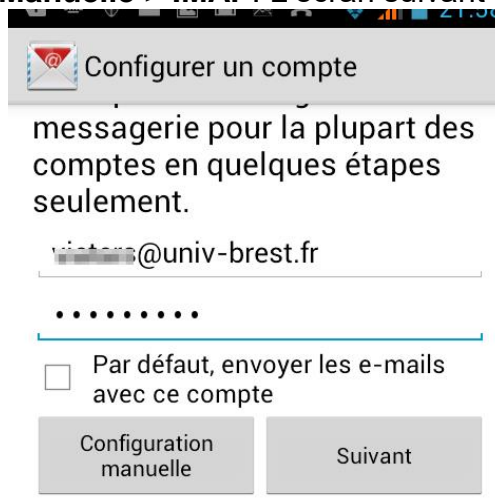 Configurer un compte
messagerie pour la plupart des
comptes en quelques étapes
seulement.
@univ-brest.fr
•••••••••
Par défaut, envoyer les e-mails
avec ce compte
Configuration
manuelle
Suivant